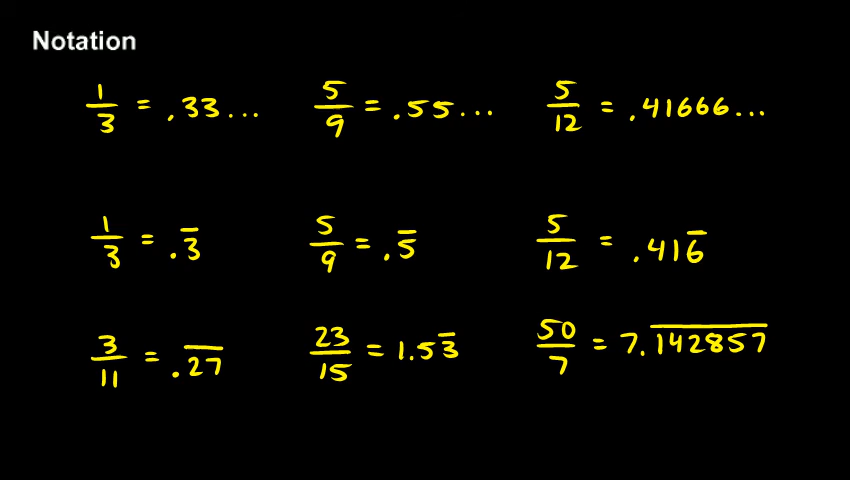 Notation
1/3 = .33... 5/9 = .55... 5/12 = .41666...
1/3 = .3̅ 5/9 = .5̅ 5/12 = .416̅
3/11 = .2̅7̅ 23/15 = 1.53̅ 50/7 = 7.1̅4̅2̅8̅5̅7̅